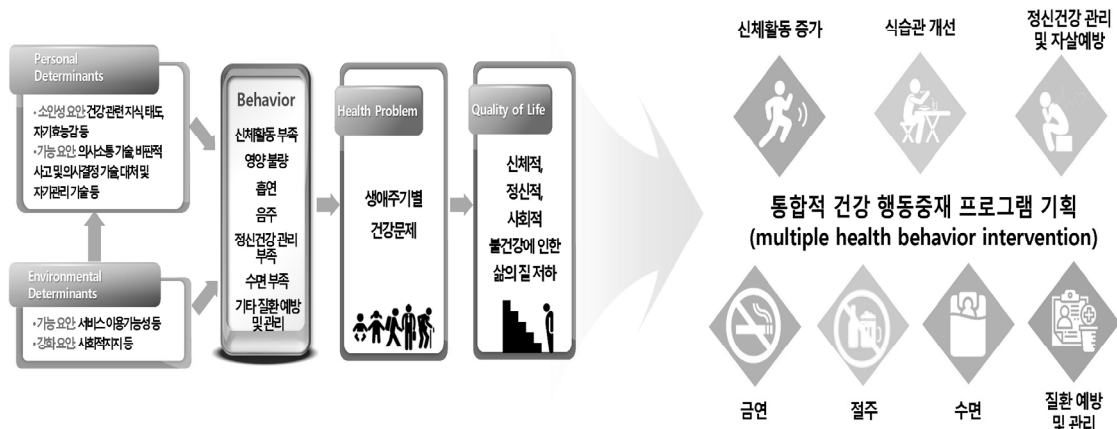 Personal
Determinants
• 소인성 요인: 건강 관련 지식, 태도,
자기효능감 등
• 기능 요인: 의사소통 기술, 비판적
사고 및 의사결정 기술, 대처 및
자기관리 기술 등
Environmental
Determinants
• 가능 요인: 서비스 이용가능성 등
• 강화 요인: 사회적지지 등
Behavior
신체활동 부족
영양 불량
흡연
음주
정신건강 관리
부족
수면 부족
기타 질환 예방
및 관리
Health Problem
생애주기별
건강문제
Quality of Life
신체적,
정신적,
사회적
불건강에 인한
삶의 질 저하
신체활동 증가
식습관 개선
정신건강 관리
및 자살예방
통합적 건강 행동중재 프로그램 기획
(multiple health behavior intervention)
금연
절주
수면
질환 예방
및 관리